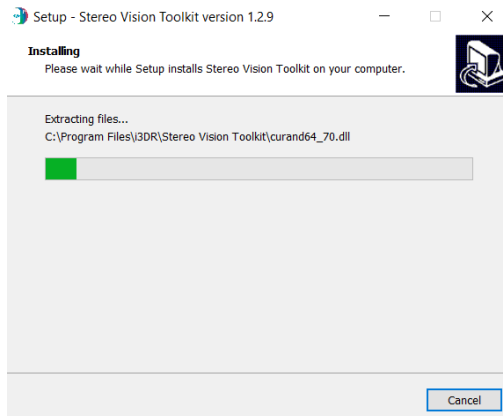 Setup - Stereo Vision Toolkit version 1.2.9
Installing
Please wait while Setup installs Stereo Vision Toolkit on your computer.
Extracting files...
C:\Program Files\i3DR\Stereo Vision Toolkit\curand64_70.dll
Cancel